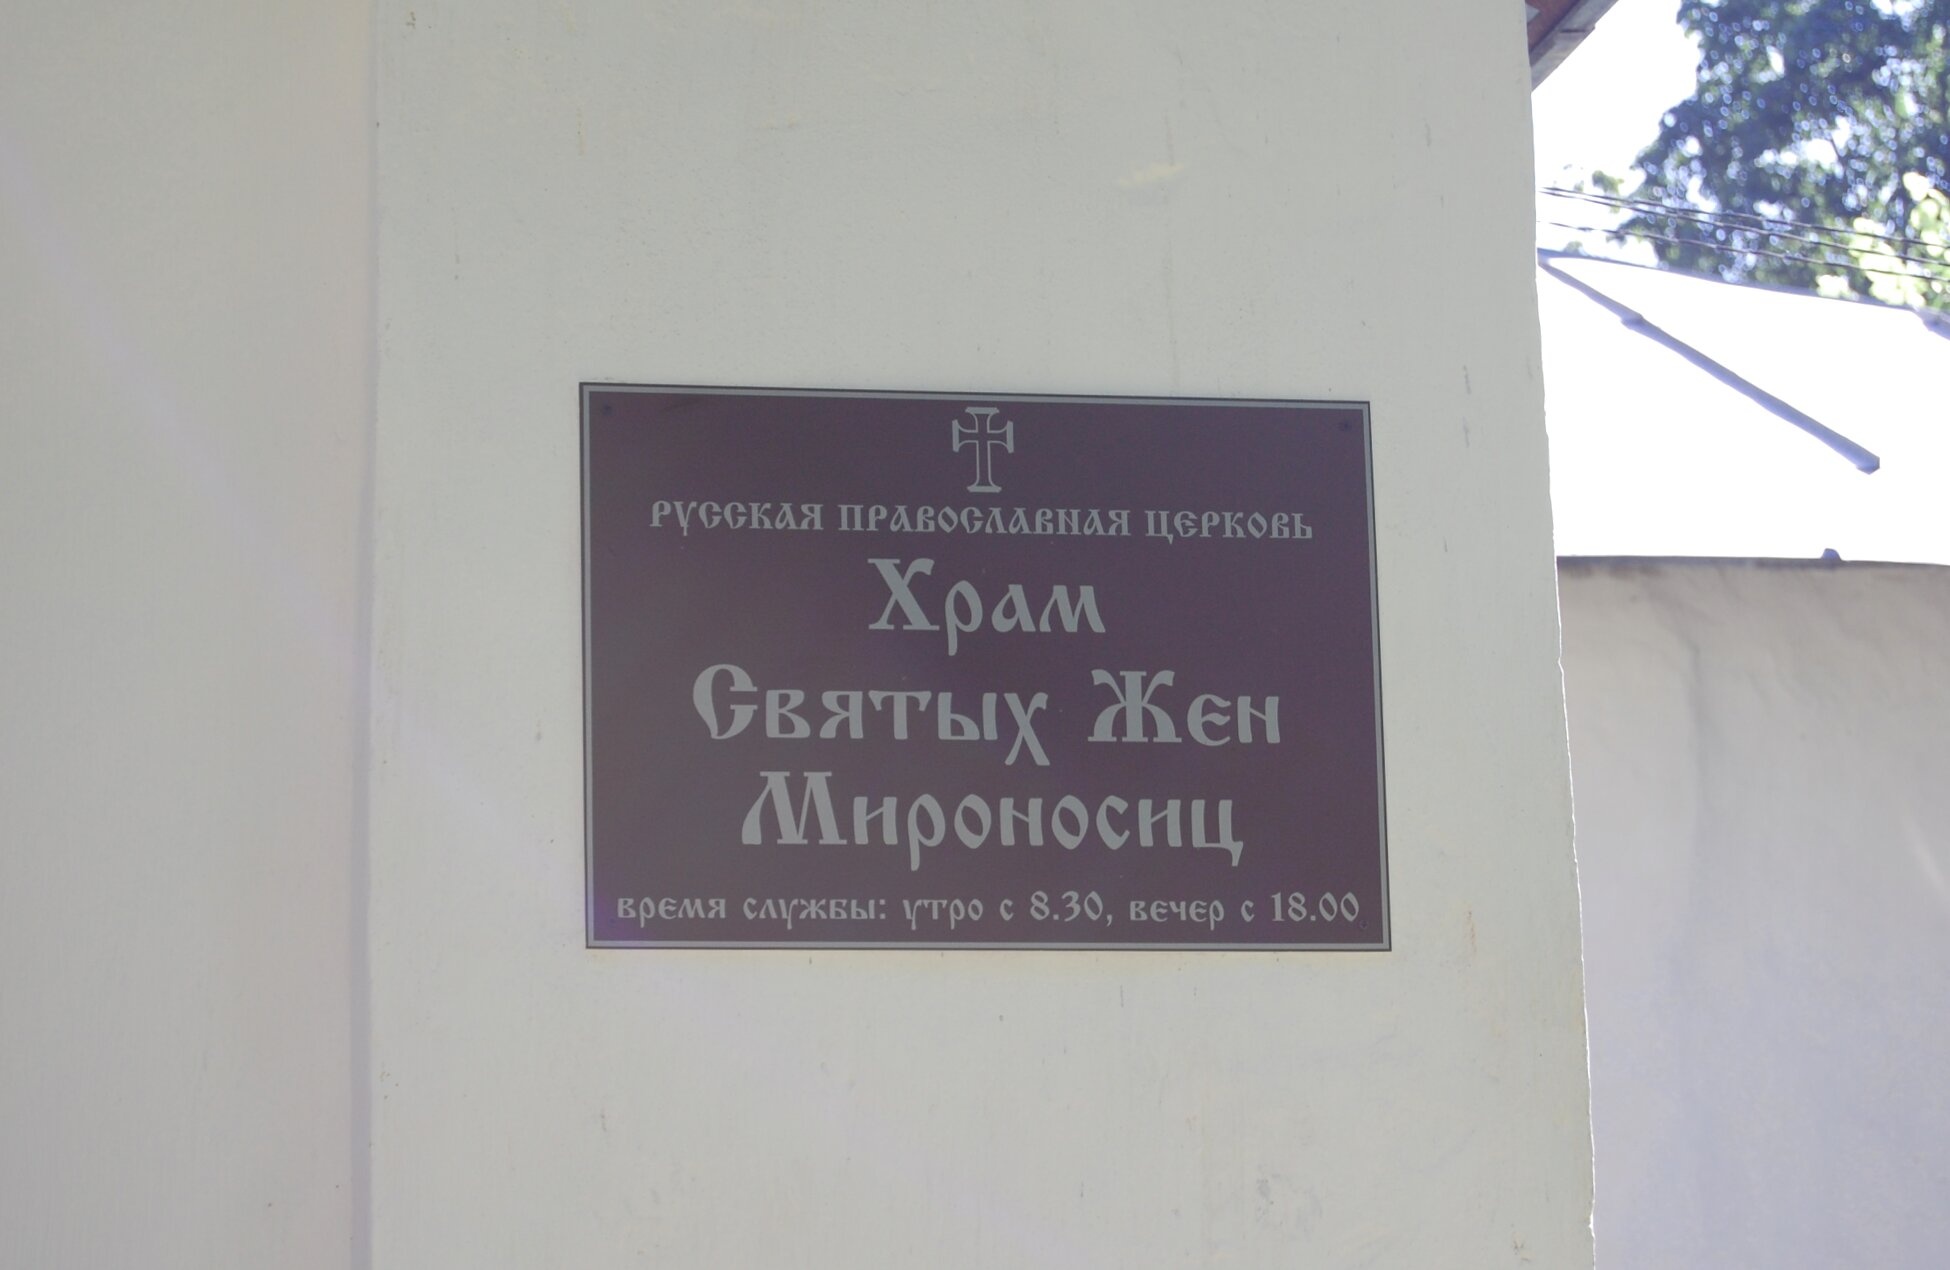 РУССКАЯ ПРАВОСЛАВНАЯ ЦЕРКОВЬ
Храм
Святых Жен
Мироносиц
время службы: утро с 8.30, вечер с 18.00